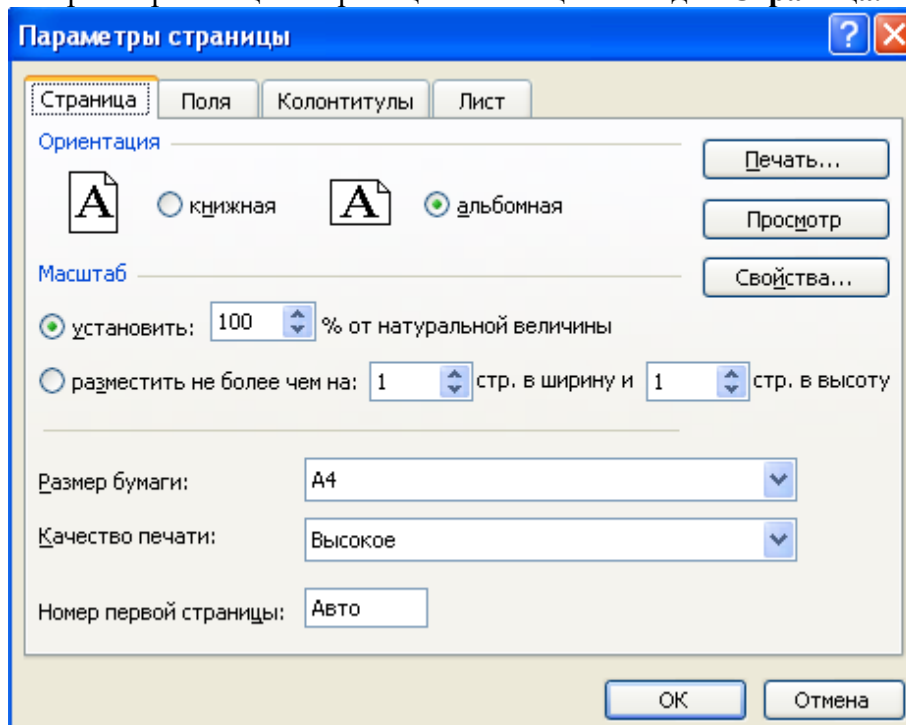 Параметры страницы
Страница Поля Колонтитулы Лист
Ориентация
Печать...
A книжная A альбомная
Просмотр
Масштаб
Свойства...
установить: 100 % от натуральной величины
разместить не более чем на: 1 стр. в ширину и 1 стр. в высоту
Размер бумаги: A4
Качество печати: Высокое
Номер первой страницы: Авто
ОК Отмена